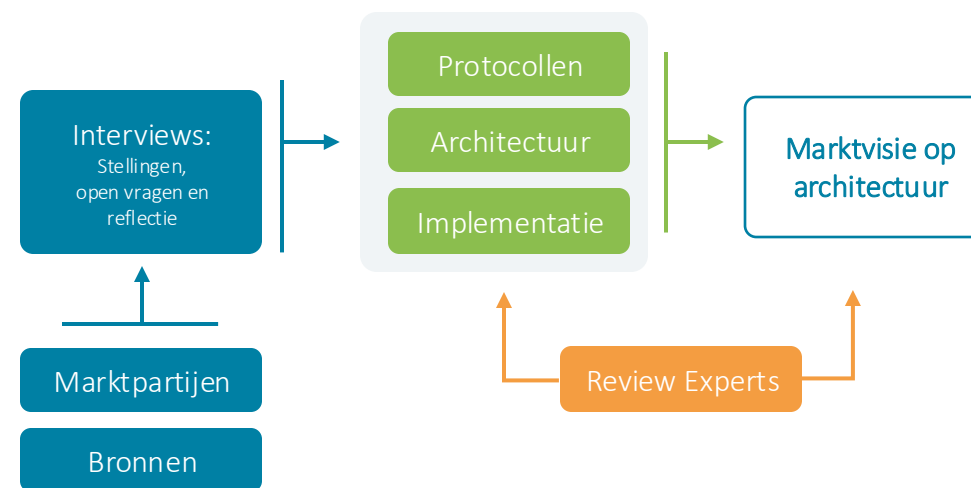 Interviews:
Stellingen,
open vragen en
reflectie
Marktpartijen
Bronnen
Protocollen
Architectuur
Implementatie
Review Experts
Marktvisie op
architectuur